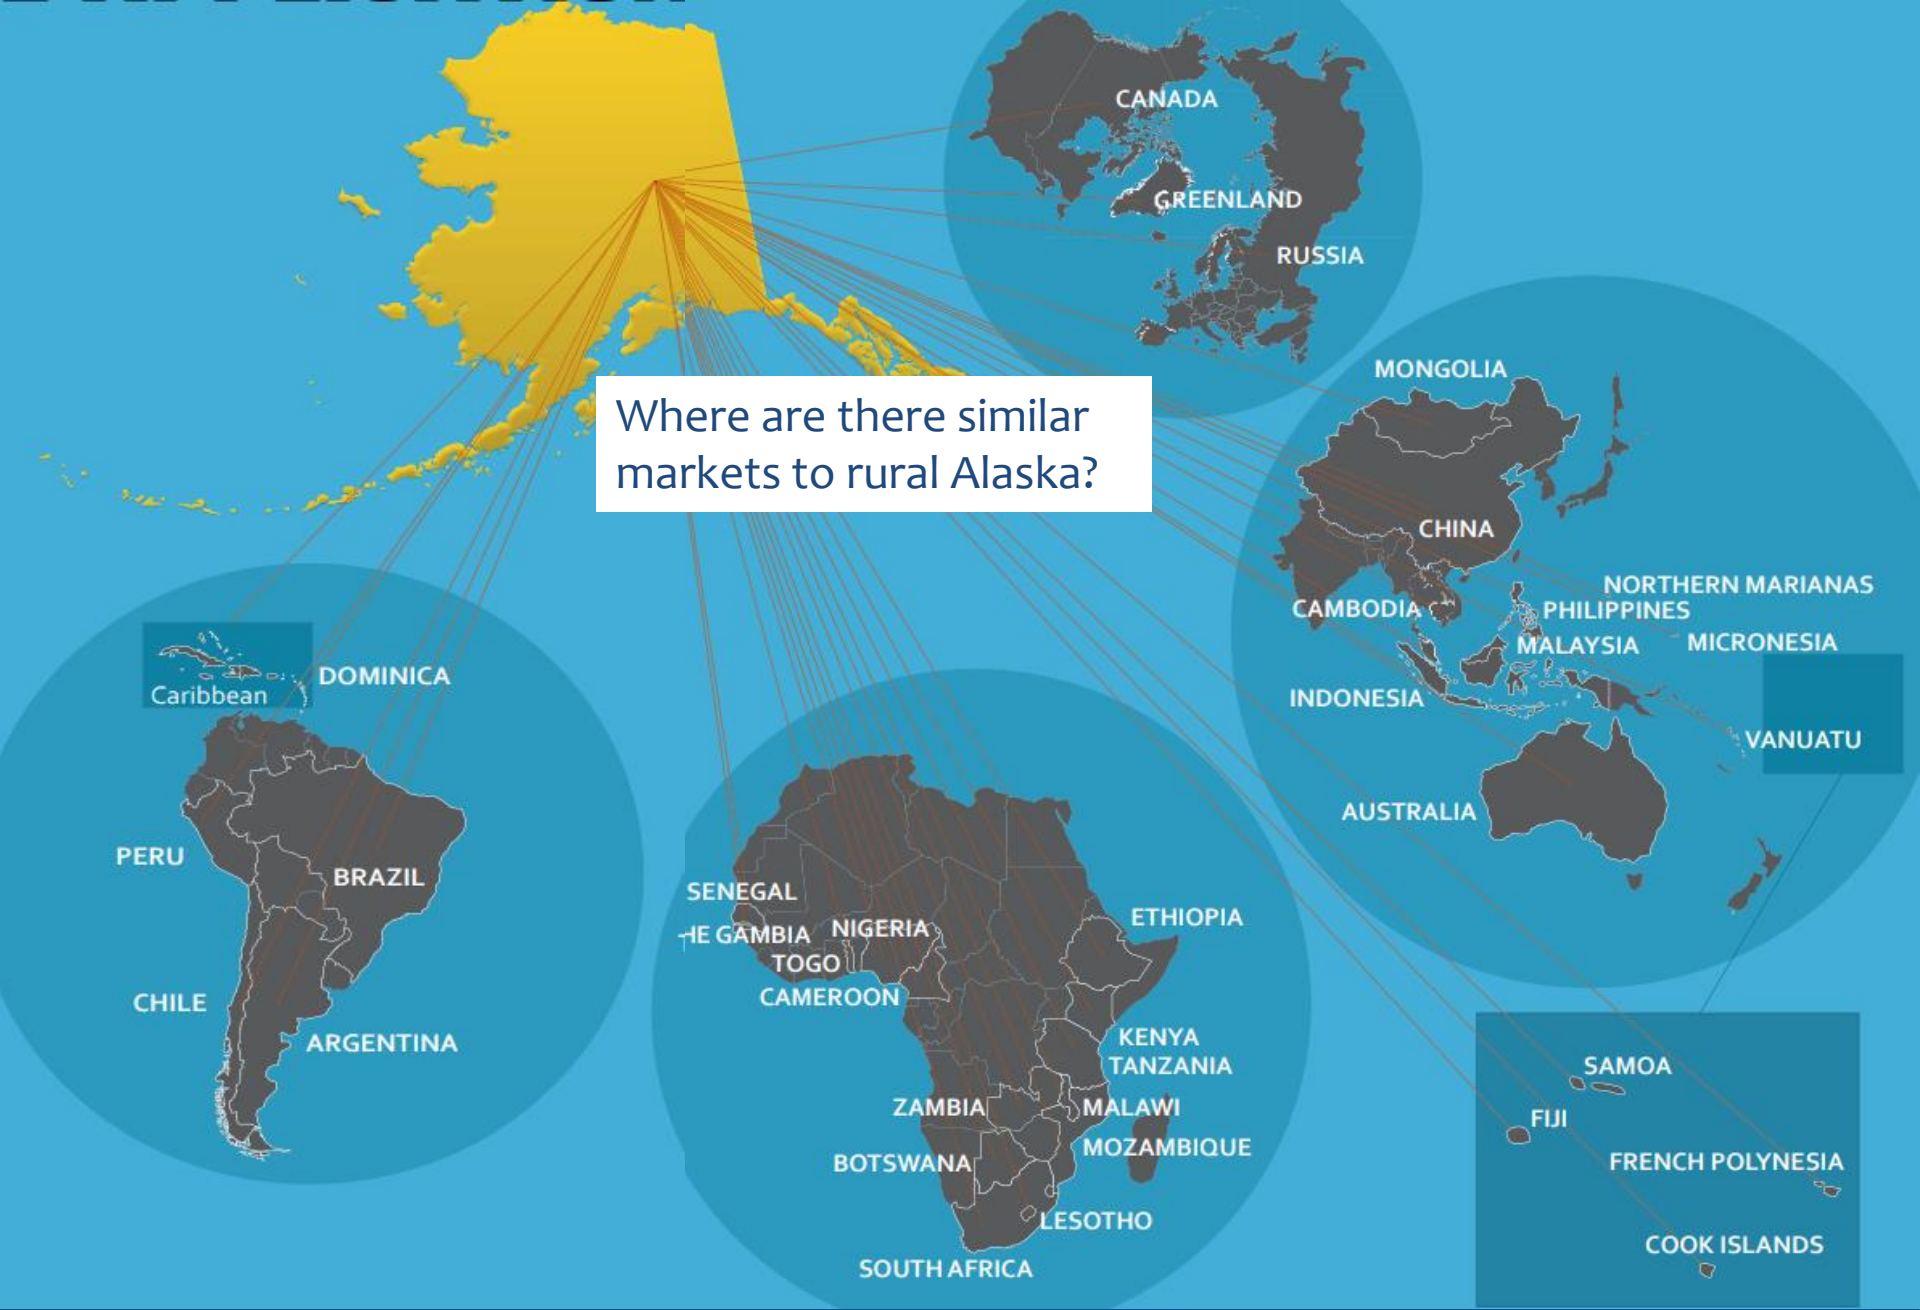 CANADA
GREENLAND
RUSSIA
Where are there similar
markets to rural Alaska?
MONGOLIA
CHINA
NORTHERN MARIANAS
CAMBODIA
PHILIPPINES
MALAYSIA
MICRONESIA
INDONESIA
VANUATU
AUSTRALIA
Caribbean
DOMINICA
PERU
BRAZIL
CHILE
ARGENTINA
SENEGAL
HE GAMBIA
NIGERIA
TOGO
CAMEROON
ETHIOPIA
KENYA
TANZANIA
ZAMBIA
MALAWI
MOZAMBIQUE
BOTSWANA
LESOTHO
SOUTH AFRICA
SAMOA
FIJI
FRENCH POLYNESIA
COOK ISLANDS